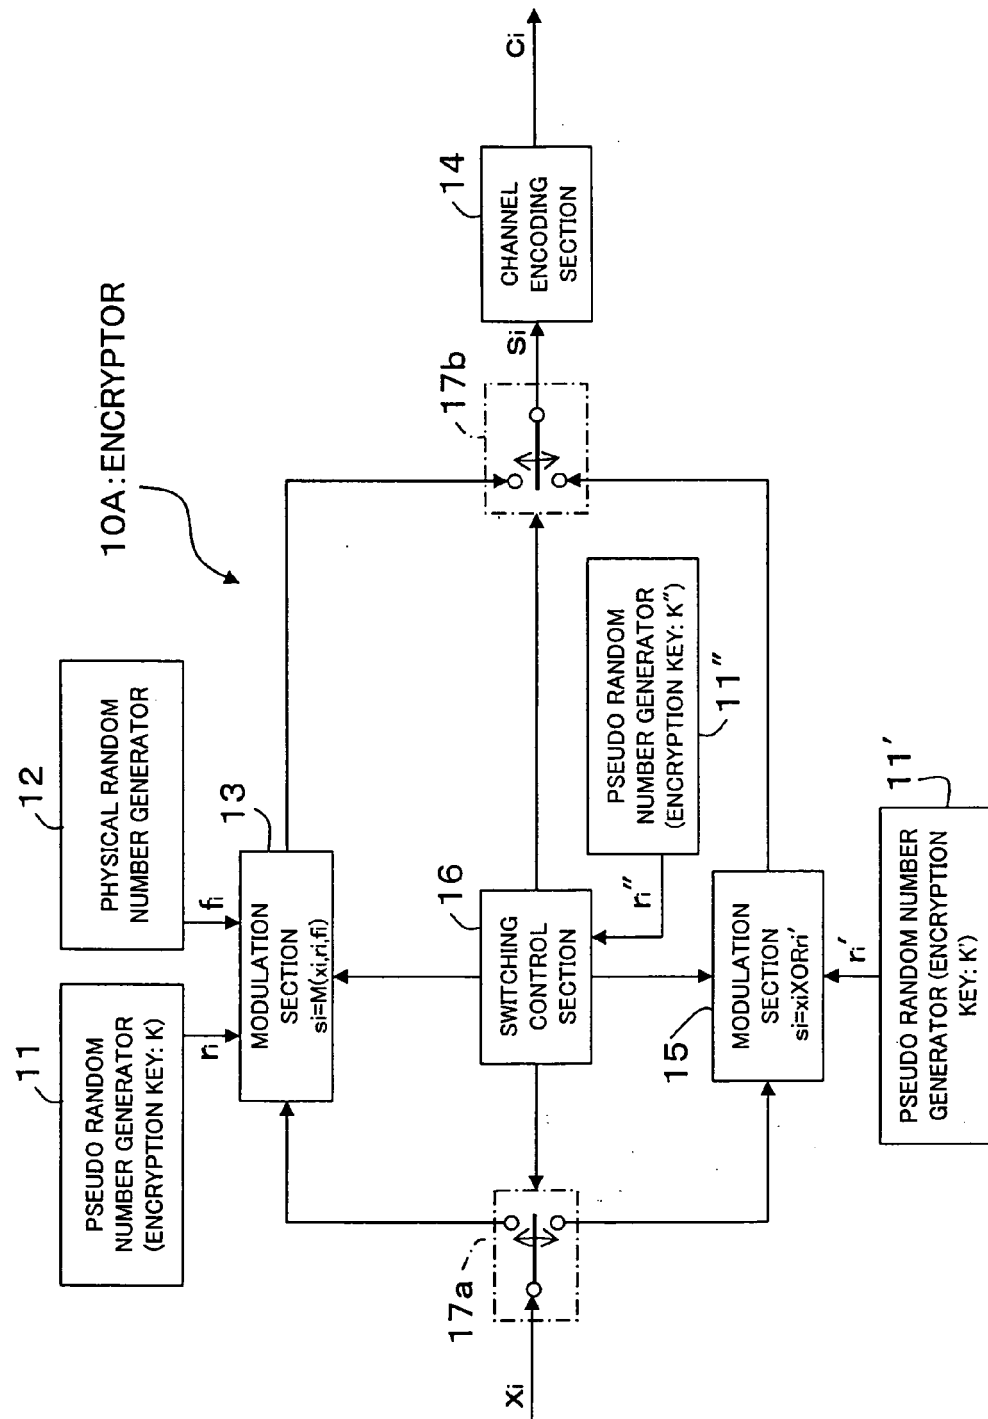 10A:ENCRYPTOR
11
PSEUDO RANDOM
NUMBER GENERATOR
(ENCRYPTION KEY: K)
12
PHYSICAL RANDOM
NUMBER GENERATOR
ri
fi
13
MODULATION
SECTION
si=M(xi,ri,fi)
Xi
17a
16
SWITCHING
CONTROL
SECTION
ri''
PSEUDO RANDOM
NUMBER GENERATOR
(ENCRYPTION KEY: K'')
11''
17b
Si
14
CHANNEL
ENCODING
SECTION
Ci
15
MODULATION
SECTION
si=xiXORri'
ri'
PSEUDO RANDOM NUMBER
GENERATOR (ENCRYPTION
KEY: K')
11'